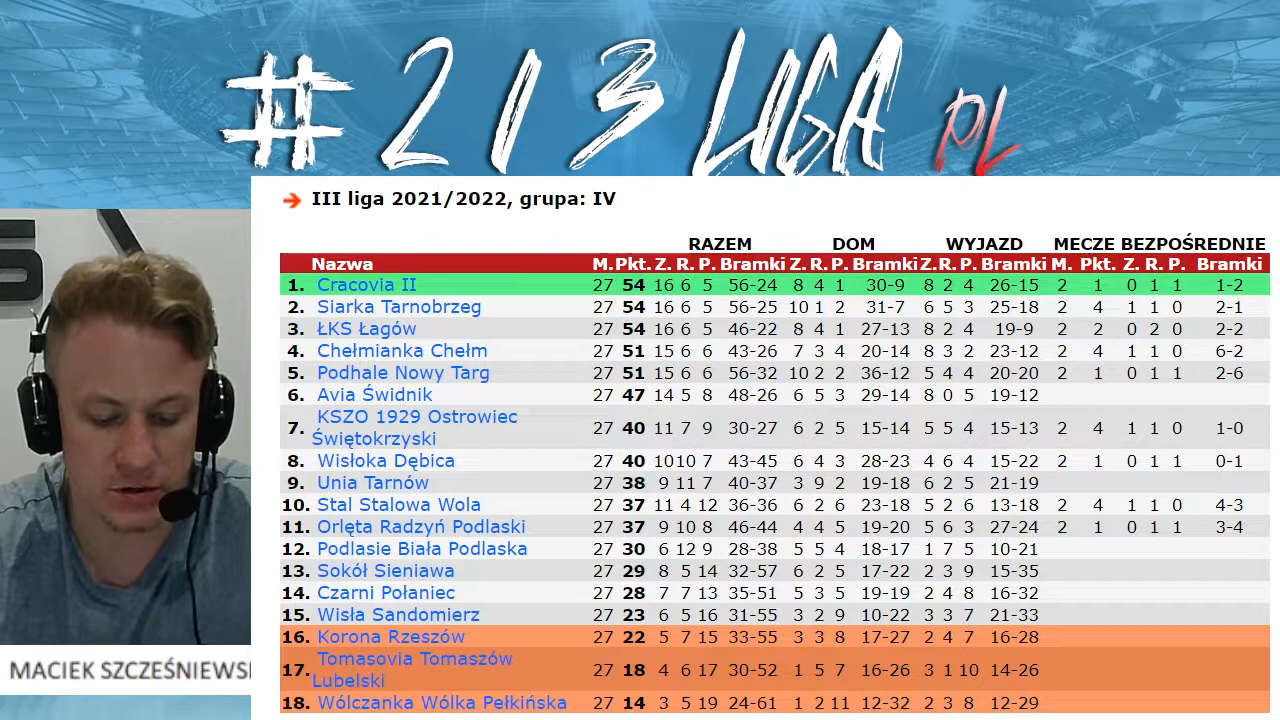 # 213 LIGA PL
III liga 2021/2022, grupa: IV
RAZEM DOM WYJAZD MECZE BEZPOŚREDNIE
Nazwa M. Pkt. Z. R. P. Bramki Z. R. P. Bramki Z. R. P. Bramki M. Pkt. Z. R. P. Bramki
1. Cracovia II 27 54 16 6 5 56-24 8 4 1 30-9 8 2 4 26-15 2 1 0 1 1 1-2
2. Siarka Tarnobrzeg 27 54 16 6 5 56-25 10 1 2 31-7 6 5 3 25-18 2 4 1 1 0 2-1
3. ŁKS Łagów 27 54 16 6 5 46-22 8 4 1 27-13 8 2 4 19-9 2 2 0 2 0 2-2
4. Chełmianka Chełm 27 51 15 6 6 43-26 7 3 4 20-14 8 3 2 23-12 2 4 1 1 0 6-2
5. Podhale Nowy Targ 27 51 15 6 6 56-32 10 2 2 36-12 5 4 4 20-20 2 1 0 1 1 2-6
6. Avia Świdnik 27 47 14 5 8 48-26 6 5 3 29-14 8 0 5 19-12
7. KSZO 1929 Ostrowiec
Świętokrzyski 27 40 11 7 9 30-27 6 2 5 15-14 5 5 4 15-13 2 4 1 1 0 1-0
8. Wisłoka Dębica 27 40 10 10 7 43-45 6 4 3 28-23 4 6 4 15-22 2 1 0 1 1 0-1
9. Unia Tarnów 27 38 9 11 7 40-37 3 9 2 19-18 6 2 5 21-19
10. Stal Stalowa Wola 27 37 11 4 12 36-36 6 2 6 23-18 5 2 6 13-18 2 4 1 1 0 4-3
11. Orlęta Radzyń Podlaski 27 37 9 10 8 46-44 4 4 5 19-20 5 6 3 27-24 2 1 0 1 1 3-4
12. Podlasie Biała Podlaska 27 30 6 12 9 28-38 5 5 4 18-17 1 7 5 10-21
13. Sokół Sieniawa 27 29 8 5 14 32-57 6 2 5 17-22 2 3 9 15-35
14. Czarni Połaniec 27 28 7 7 13 35-51 5 3 5 19-19 2 4 8 16-32
15. Wisła Sandomierz 27 23 6 5 16 31-55 3 2 9 10-22 3 3 7 21-33
16. Korona Rzeszów 27 22 5 7 15 33-55 3 3 8 17-27 2 4 7 16-28
17. Tomasovia Tomaszów
Lubelski 27 18 4 6 17 30-52 1 5 7 16-26 3 1 10 14-26
18. Wólczanka Wólka Pełkińska 27 14 3 5 19 24-61 1 2 11 12-32 2 3 8 12-29
MACIEK SZCZEŚNIEWSK